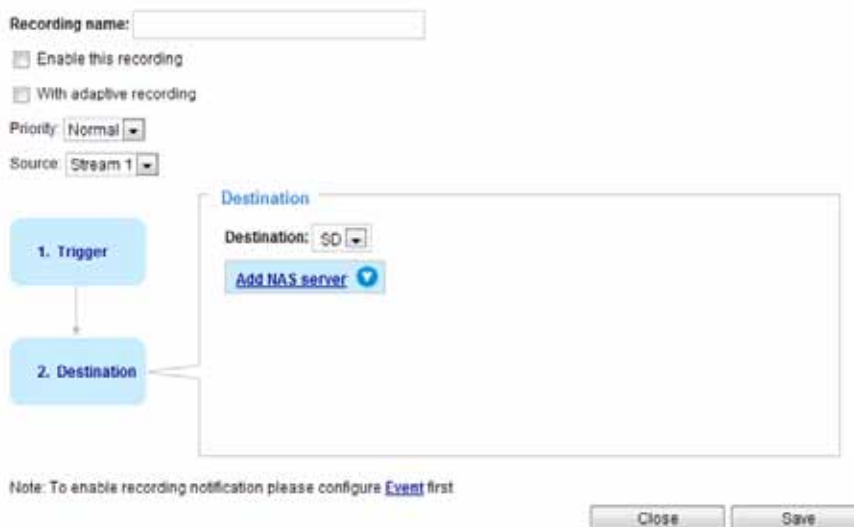 Recording name:
Enable this recording
With adaptive recording
Priority: Normal
Source: Stream 1
Destination
1. Trigger
Destination: SD
Add NAS server
2. Destination
Note: To enable recording notification please configure Event first
Close Save